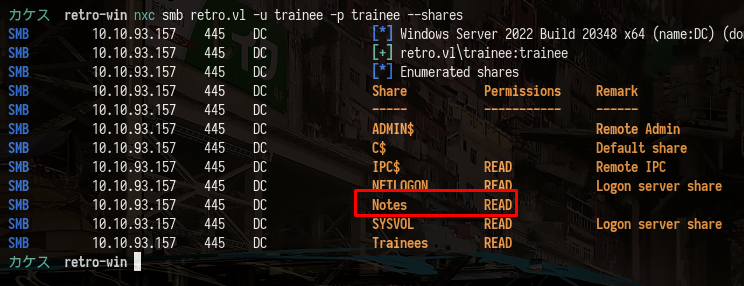 カケス retro-win nxc smb retro.vl -u trainee -p trainee --shares
SMB 10.10.93.157 445 DC [*] Windows Server 2022 Build 20348 x64 (name:DC) (dom
SMB 10.10.93.157 445 DC [+] retro.vl\trainee:trainee
SMB 10.10.93.157 445 DC [*] Enumerated shares
SMB 10.10.93.157 445 DC Share Permissions Remark
SMB 10.10.93.157 445 DC ----- ----------- ------
SMB 10.10.93.157 445 DC ADMIN$ Remote Admin
SMB 10.10.93.157 445 DC C$ Default share
SMB 10.10.93.157 445 DC IPC$ READ Remote IPC
SMB 10.10.93.157 445 DC NETLOGON READ Logon server share
SMB 10.10.93.157 445 DC Notes READ
SMB 10.10.93.157 445 DC SYSVOL READ Logon server share
SMB 10.10.93.157 445 DC Trainees READ
カケス retro-win